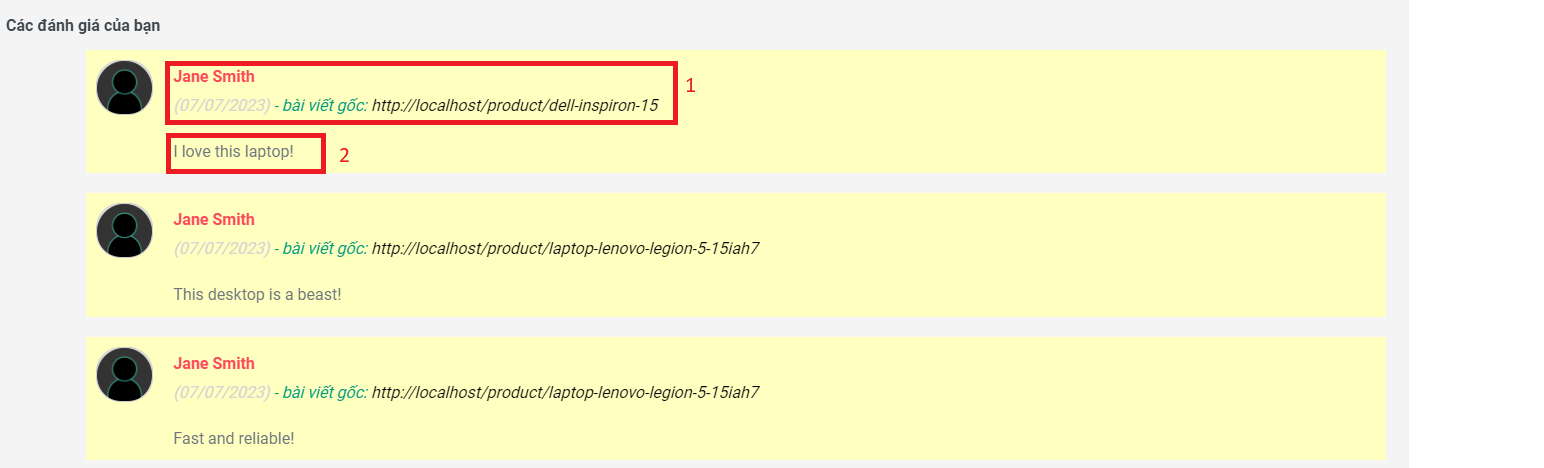 Các đánh giá của bạn
Jane Smith
1
(07/07/2023) - bài viết gốc: http://localhost/product/dell-inspiron-15
I love this laptop!
2
Jane Smith
(07/07/2023) - bài viết gốc: http://localhost/product/laptop-lenovo-legion-5-15iah7
This desktop is a beast!
Jane Smith
(07/07/2023) - bài viết gốc: http://localhost/product/laptop-lenovo-legion-5-15iah7
Fast and reliable!